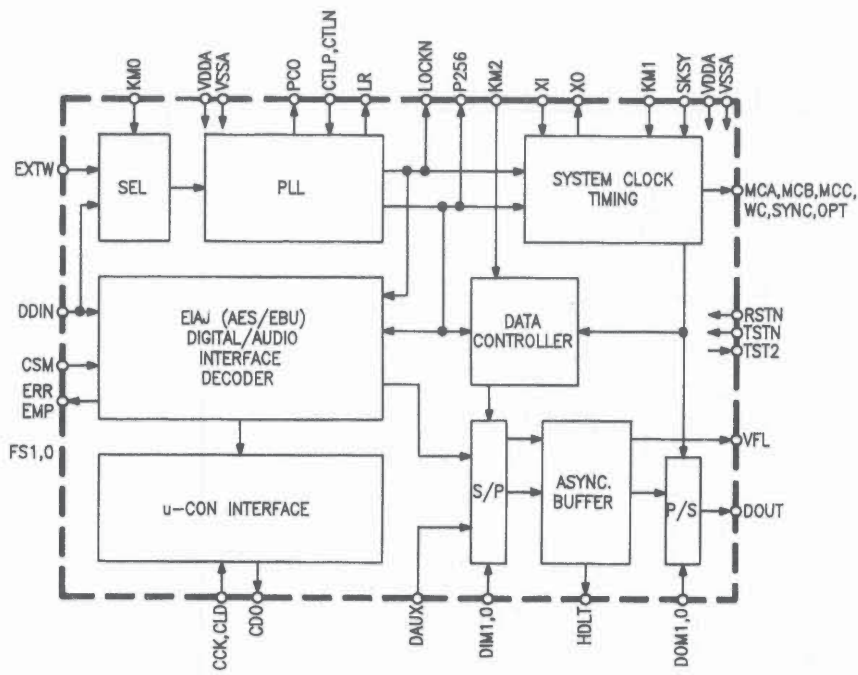 KM0
VDDA
VSSA
PCO
CTLP,CTLN
LR
LOCKN
P256
KM2
XI
XO
KM1
SKSY
VDDA
VSSA
EXTW
SEL
PLL
SYSTEM CLOCK
TIMING
MCA,MCB,MCC,
WC,SYNC,OPT
DDIN
EIAJ (AES/EBU)
DIGITAL/AUDIO
INTERFACE
DECODER
DATA
CONTROLLER
RSTN
TSTN
TST2
CSM
ERR
EMP
FS1,0
VFL
u-CON INTERFACE
S/P
ASYNC.
BUFFER
P/S
DOUT
CCK,CLD
CDO
DAUX
DIM1,0
HDLT
DOM1,0